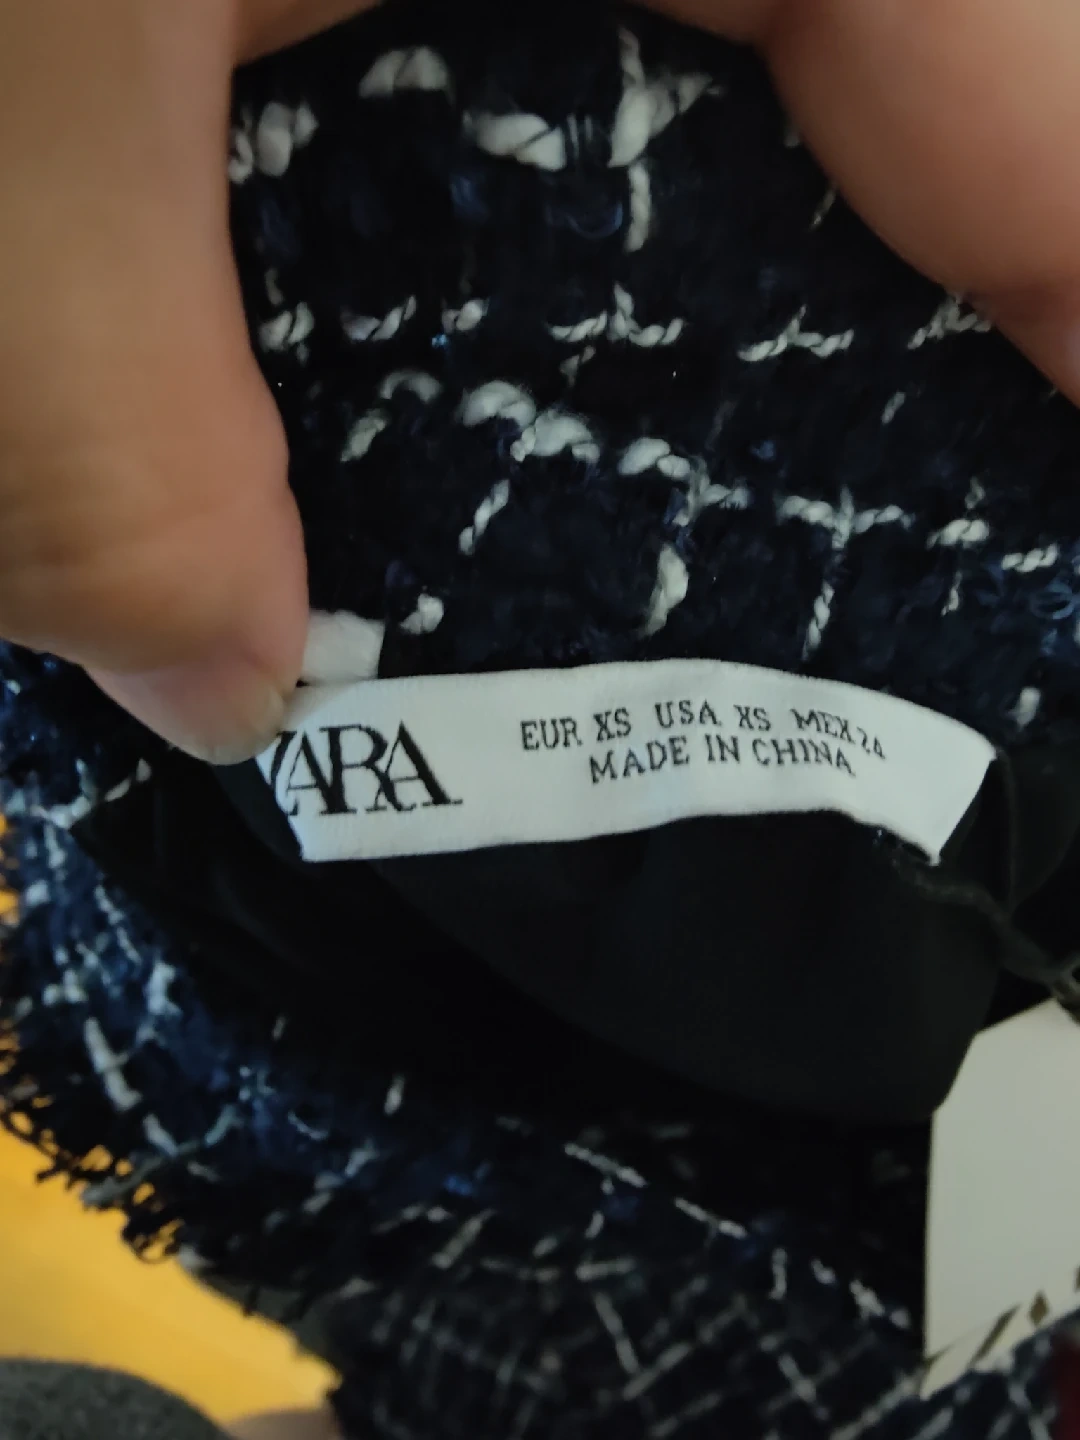 ZARA
EUR XS USA XS MEX 24
MADE IN CHINA